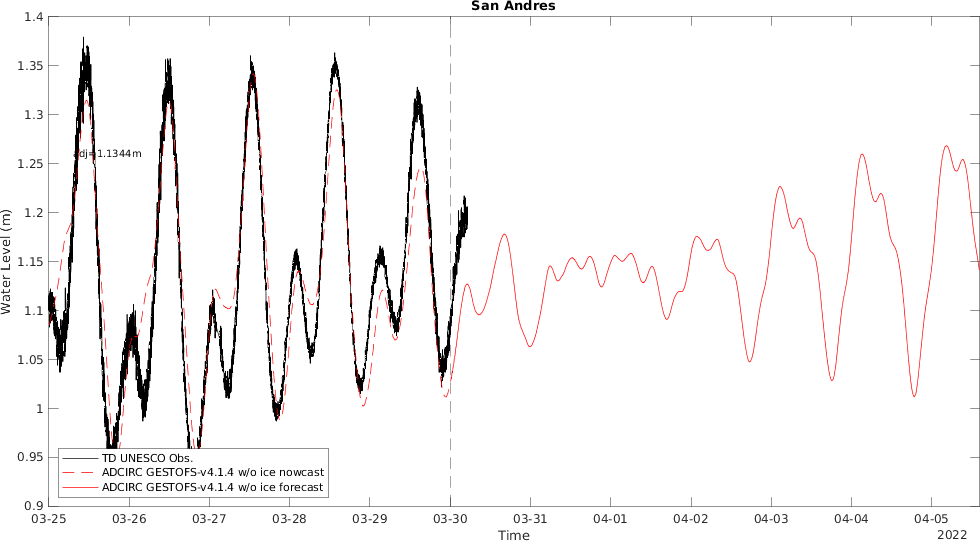 San Andres
1.4
1.35
1.3
1.25
1.2
1.15
1.1
1.05
1
0.95
0.9
Water Level (m)
adj=1.1344m
TD UNESCO Obs.
ADCIRC GESTOFS-v4.1.4 w/o ice nowcast
ADCIRC GESTOFS-v4.1.4 w/o ice forecast
03-25 03-26 03-27 03-28 03-29 03-30 03-31 04-01 04-02 04-03 04-04 04-05
Time
2022